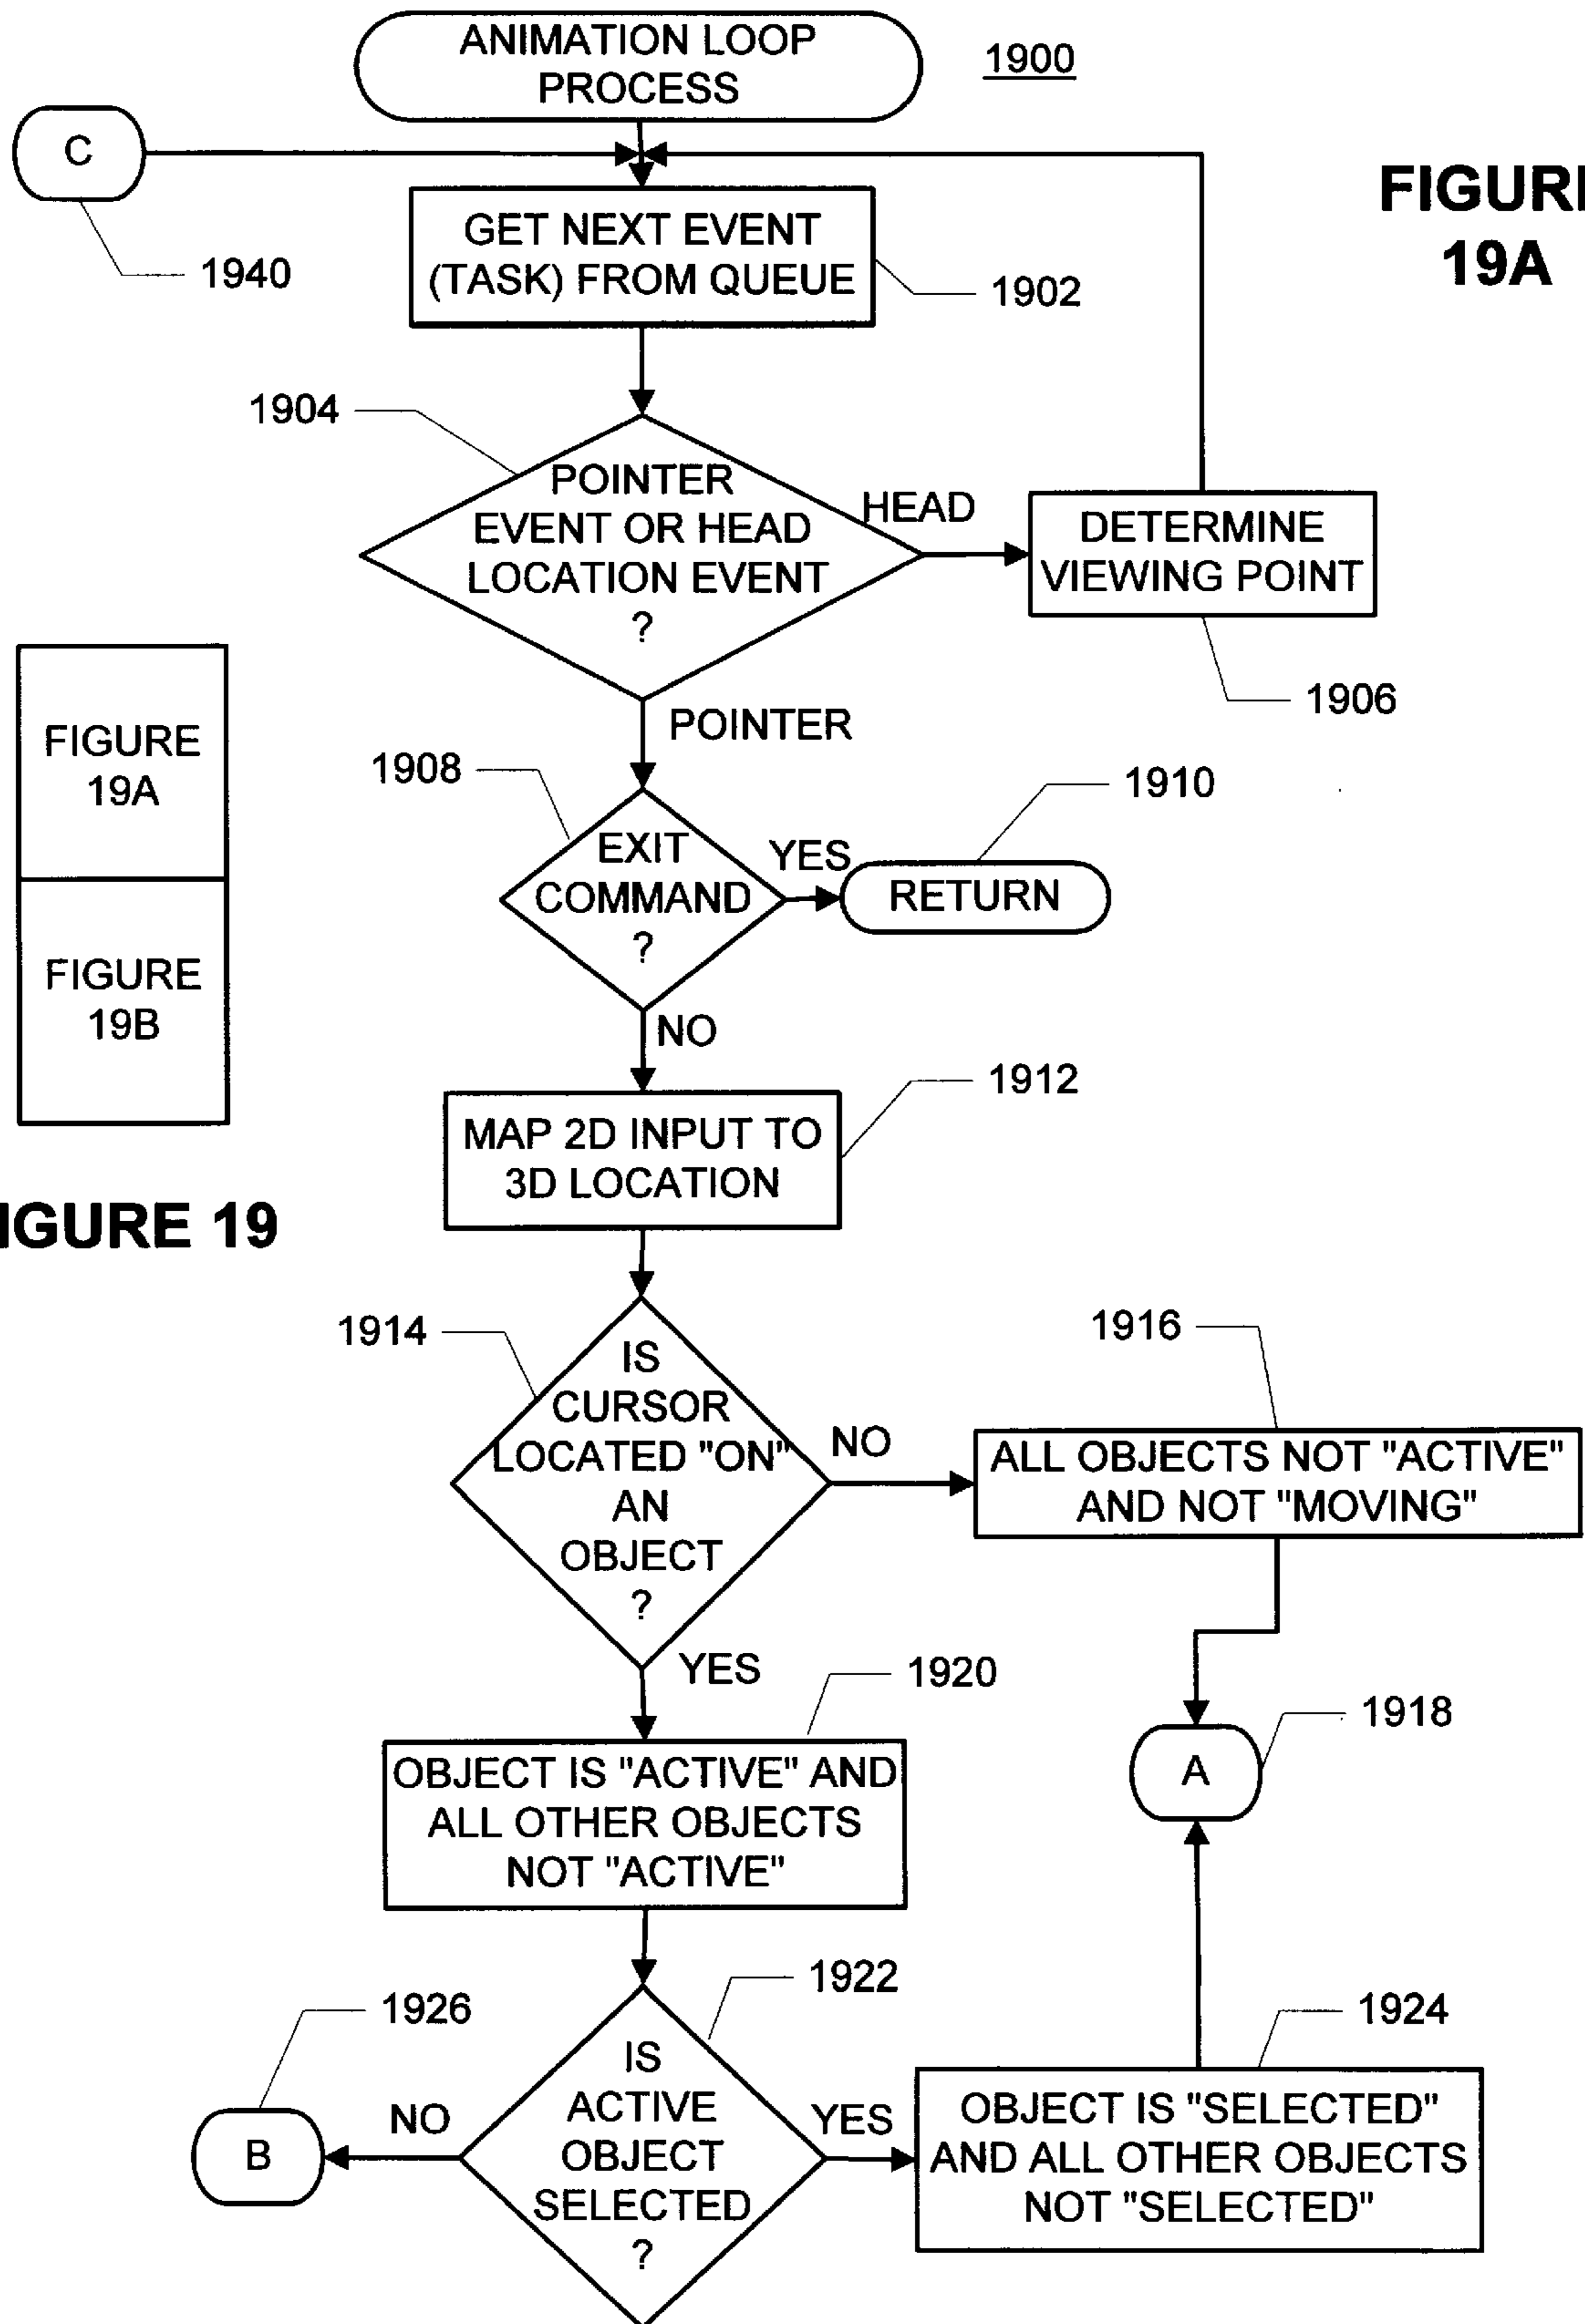 ANIMATION LOOP
PROCESS
1900
C
1940
GET NEXT EVENT
(TASK) FROM QUEUE
1902
FIGURE
19A
1904
POINTER
EVENT OR HEAD
LOCATION EVENT
?
HEAD
DETERMINE
VIEWING POINT
1906
POINTER
FIGURE
19A
FIGURE
19B
IGURE 19
1908
EXIT
COMMAND
?
YES
RETURN
1910
NO
MAP 2D INPUT TO
3D LOCATION
1912
1914
IS
CURSOR
LOCATED "ON"
AN
OBJECT
?
NO
1916
ALL OBJECTS NOT "ACTIVE"
AND NOT "MOVING"
A
1918
YES
1920
OBJECT IS "ACTIVE" AND
ALL OTHER OBJECTS
NOT "ACTIVE"
1922
IS
ACTIVE
OBJECT
SELECTED
?
NO
1926
B
YES
1924
OBJECT IS "SELECTED"
AND ALL OTHER OBJECTS
NOT "SELECTED"